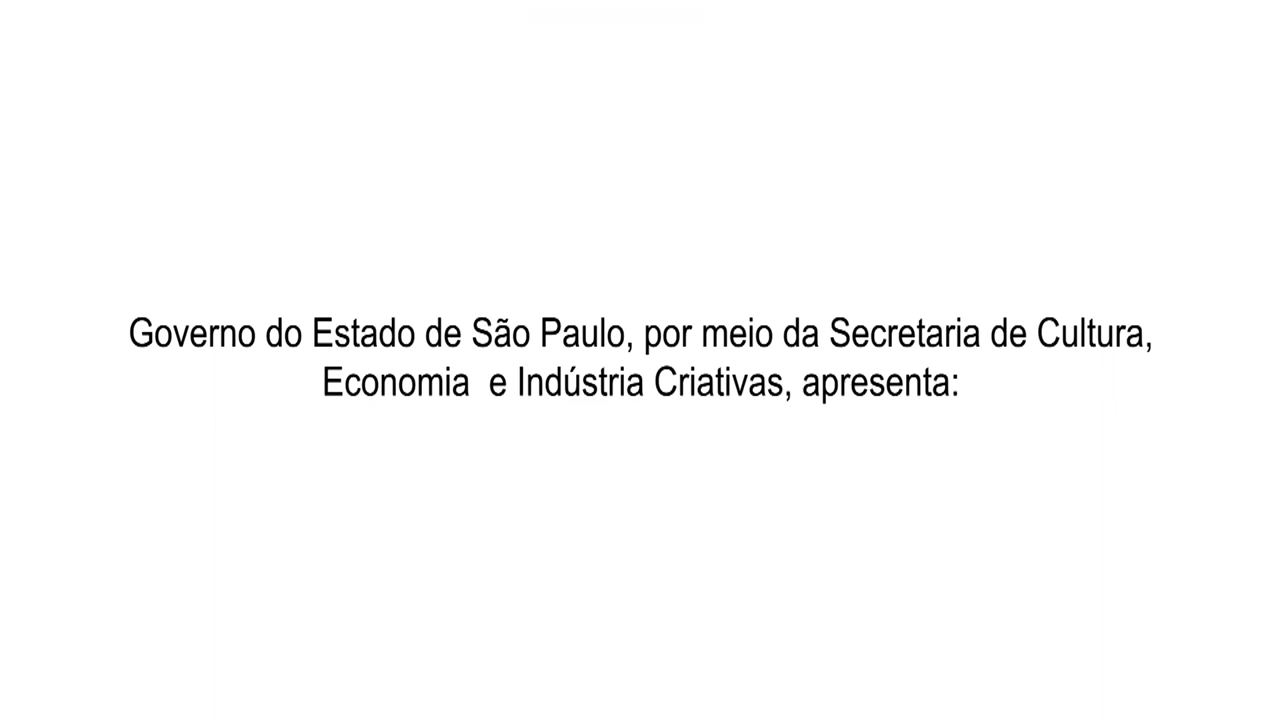 Governo do Estado de São Paulo, por meio da Secretaria de Cultura,
Economia  e Indústria Criativas, apresenta: